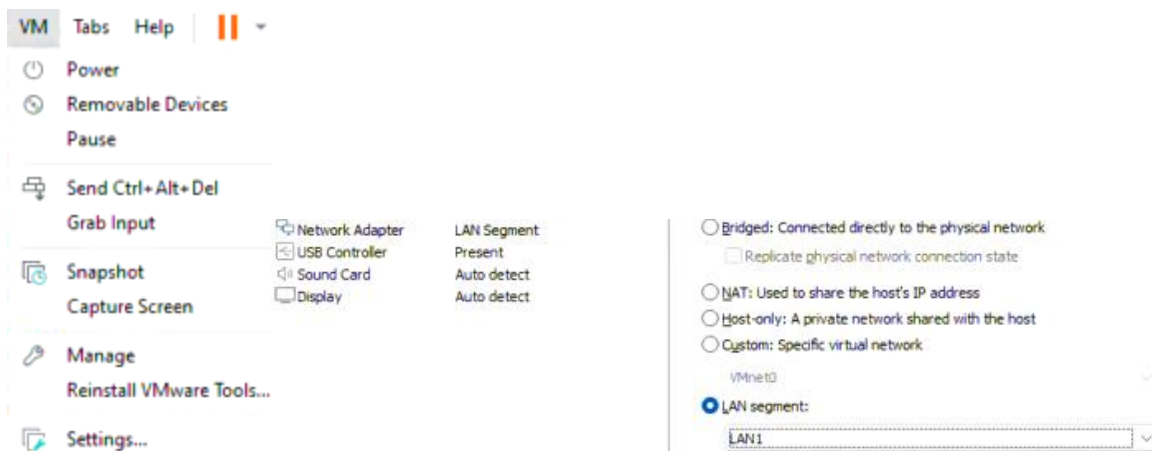 VM Tabs Help
Power
Removable Devices
Pause
Send Ctrl+Alt+Del
Grab Input
Snapshot
Capture Screen
Manage
Reinstall VMware Tools...
Settings...
Network Adapter LAN Segment
USB Controller Present
Sound Card Auto detect
Display Auto detect
Bridged: Connected directly to the physical network
Replicate physical network connection state
NAT: Used to share the host's IP address
Host-only: A private network shared with the host
Custom: Specific virtual network
VMnet0
LAN segment:
LAN1